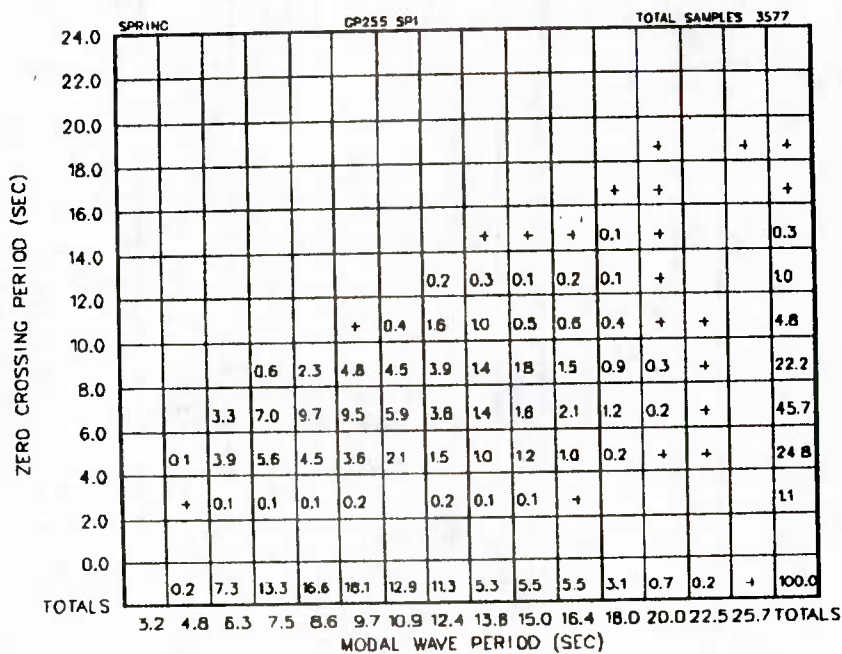 SPRING GP255 SP1 TOTAL SAMPLES 3577
24.0
22.0
20.0
+ + +
18.0
+ + +
16.0
+ + + 0.1 + 0.3
14.0
0.2 0.3 0.1 0.2 0.1 + 1.0
12.0
+ 0.4 1.6 1.0 0.5 0.6 0.4 + + 4.8
10.0
0.6 2.3 4.8 4.5 3.9 1.4 1.8 1.5 0.9 0.3 + 22.2
8.0
3.3 7.0 9.7 9.5 5.9 3.8 1.4 1.6 2.1 1.2 0.2 + 45.7
6.0
0.1 3.9 5.6 4.5 3.6 2.1 1.5 1.0 1.2 1.0 0.2 + + 24.8
4.0
+ 0.1 0.1 0.1 0.2 0.2 0.1 0.1 + 1.1
2.0
0.0
0.2 7.3 13.3 16.6 18.1 12.9 11.3 5.3 5.5 5.5 3.1 0.7 0.2 + 100.0
TOTALS
3.2 4.8 6.3 7.5 8.6 9.7 10.9 12.4 13.8 15.0 16.4 18.0 20.0 22.5 25.7 TOTALS
MODAL WAVE PERIOD (SEC)
ZERO CROSSING PERIOD (SEC)